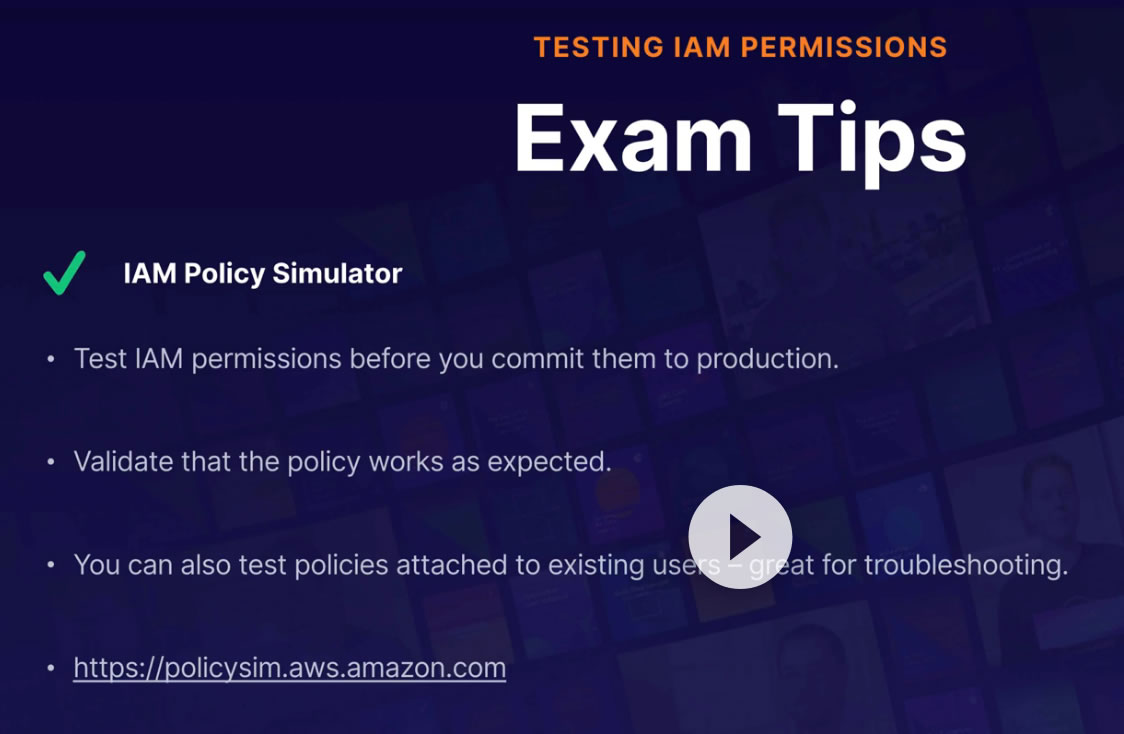 TESTING IAM PERMISSIONS
Exam Tips
IAM Policy Simulator
• Test IAM permissions before you commit them to production.
• Validate that the policy works as expected.
• You can also test policies attached to existing users – great for troubleshooting.
• https://policysim.aws.amazon.com